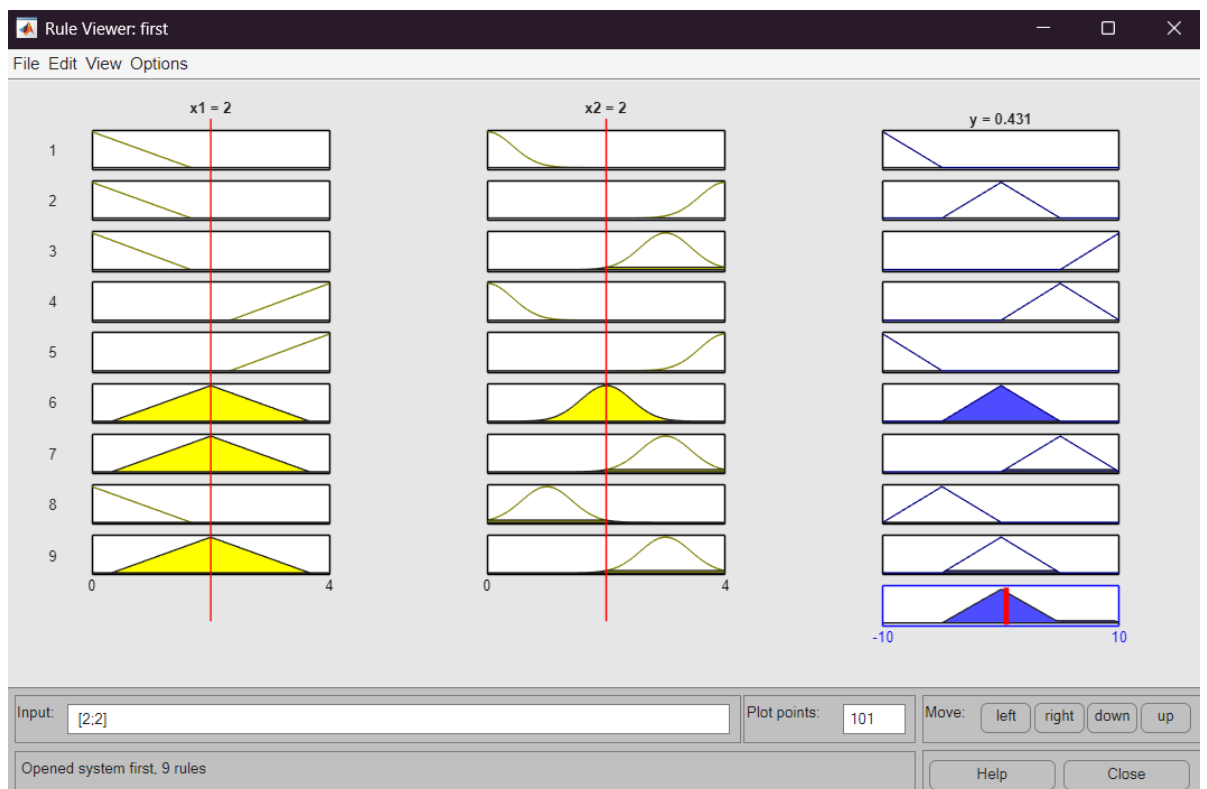 Rule Viewer: first
File Edit View Options
x1 = 2
x2 = 2
y = 0.431
1
2
3
4
5
6
7
8
9
0 4
0 4
-10 10
Input: [2;2]
Plot points: 101
Move: left right down up
Opened system first, 9 rules
Help Close